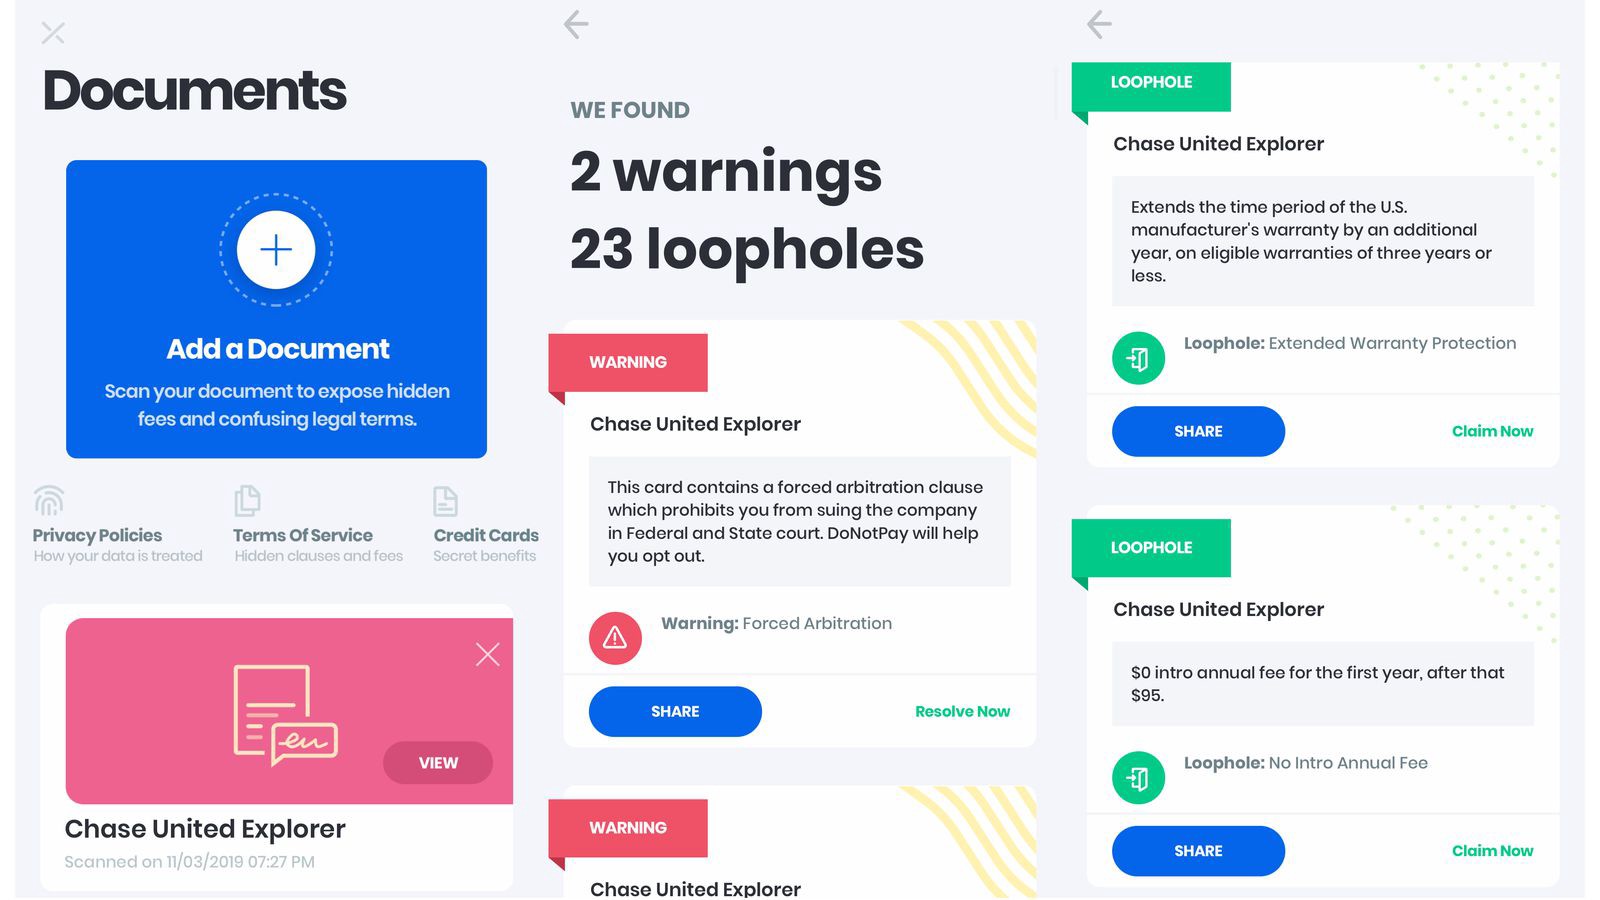 Documents
Add a Document
Scan your document to expose hidden
fees and confusing legal terms.
Privacy Policies
How your data is treated
Terms Of Service
Hidden clauses and fees
Credit Cards
Secret benefits
en
VIEW
Chase United Explorer
Scanned on 11/03/2019 07:27 PM
WE FOUND
2 warnings
23 loopholes
WARNING
Chase United Explorer
This card contains a forced arbitration clause
which prohibits you from suing the company
in Federal and State court. DoNotPay will help
you opt out.
Warning: Forced Arbitration
SHARE
Resolve Now
WARNING
Chase United Explorer
LOOPHOLE
Chase United Explorer
Extends the time period of the U.S.
manufacturer's warranty by an additional
year, on eligible warranties of three years or
less.
Loophole: Extended Warranty Protection
SHARE
Claim Now
LOOPHOLE
Chase United Explorer
$0 intro annual fee for the first year, after that
$95.
Loophole: No Intro Annual Fee
SHARE
Claim Now